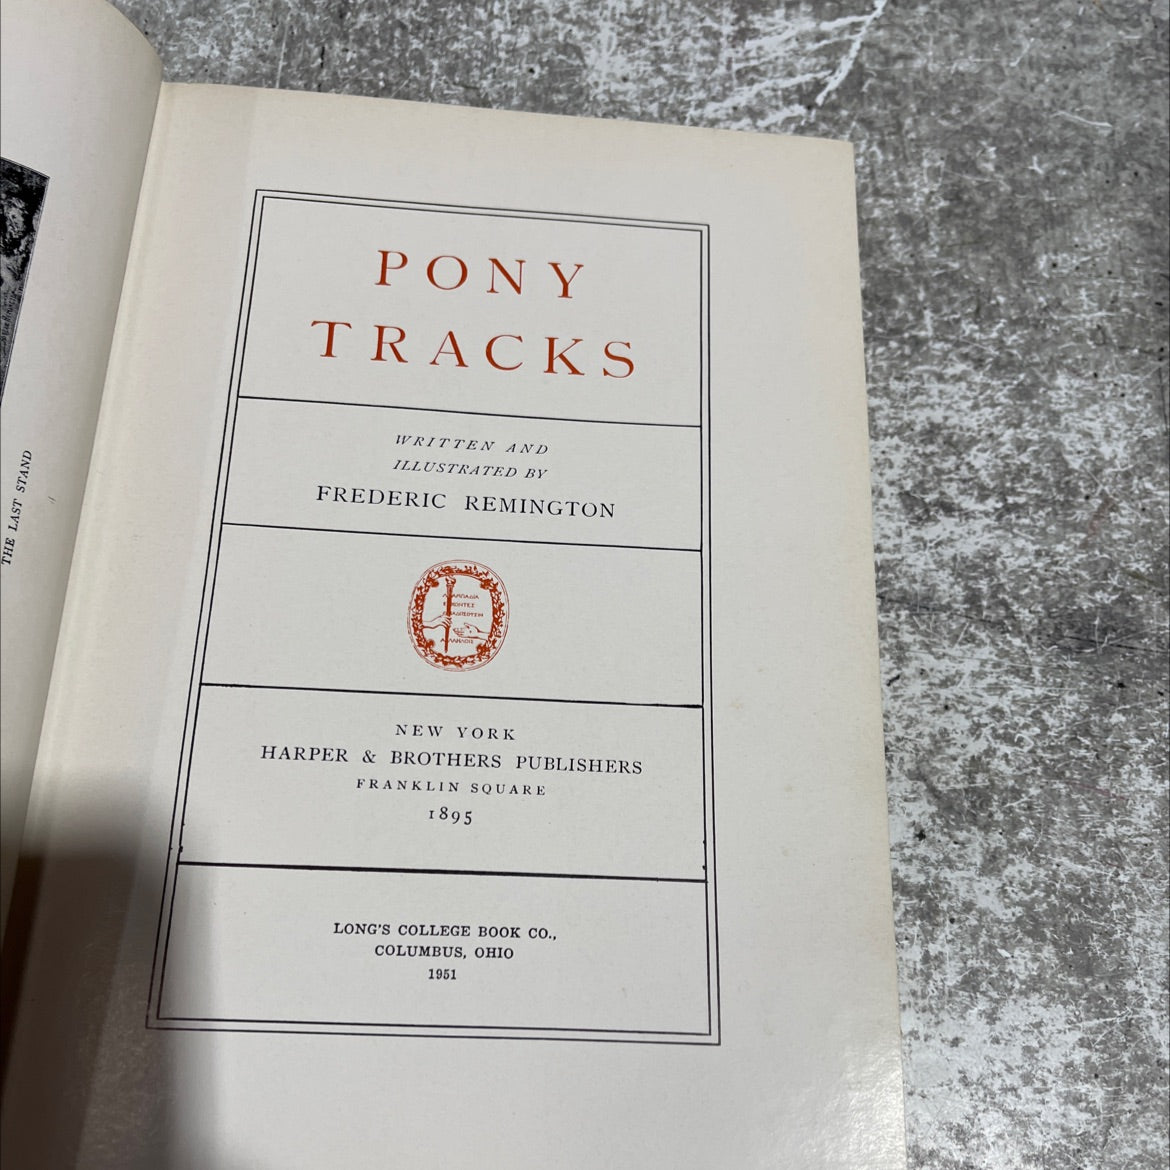 THE LAST STAND
PONY
TRACKS
WRITTEN AND
ILLUSTRATED BY
FREDERIC REMINGTON
NEW YORK
HARPER & BROTHERS PUBLISHERS
FRANKLIN SQUARE
1895
LONG'S COLLEGE BOOK CO.,
COLUMBUS, OHIO
1951